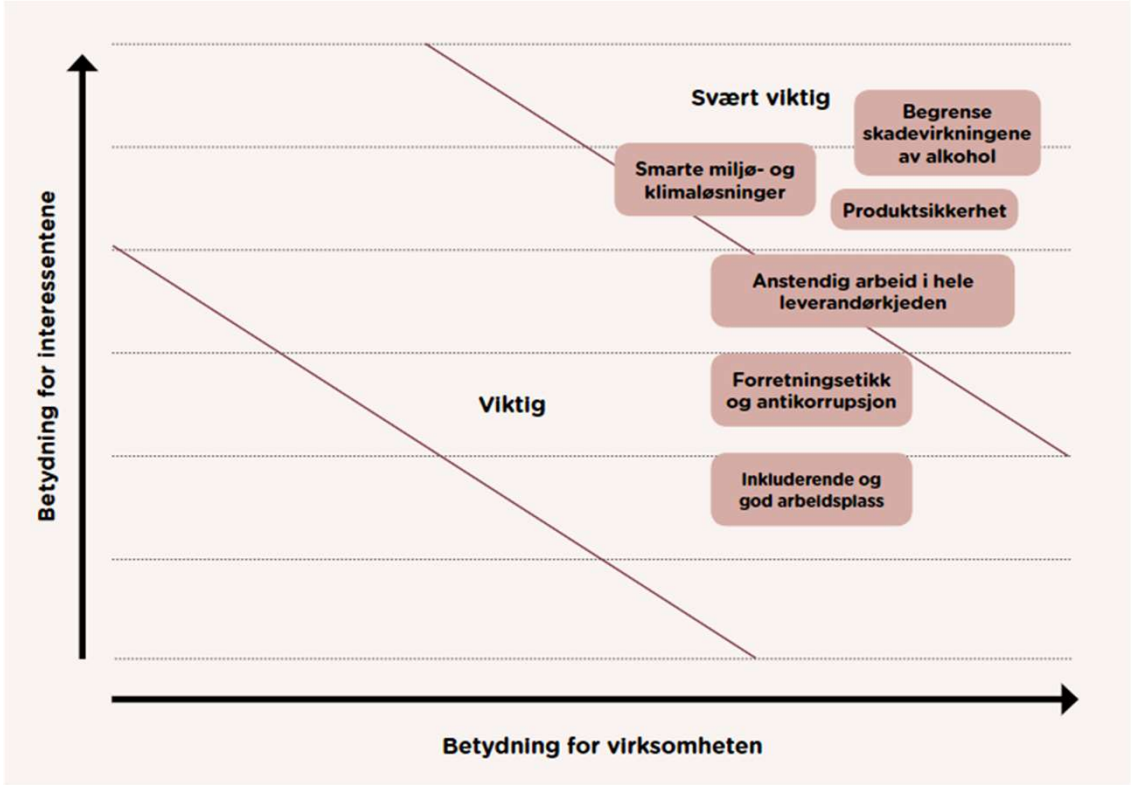 Svært viktig
Begrense
skadevirkningene
av alkohol
Smarte miljø- og
klimaløsninger
Produktsikkerhet
Anstendig arbeid i hele
leverandørkjeden
Forretningsetikk
og antikorrupsjon
Viktig
Inkluderende og
god arbeidsplass
Betydning for interessentene
Betydning for virksomheten